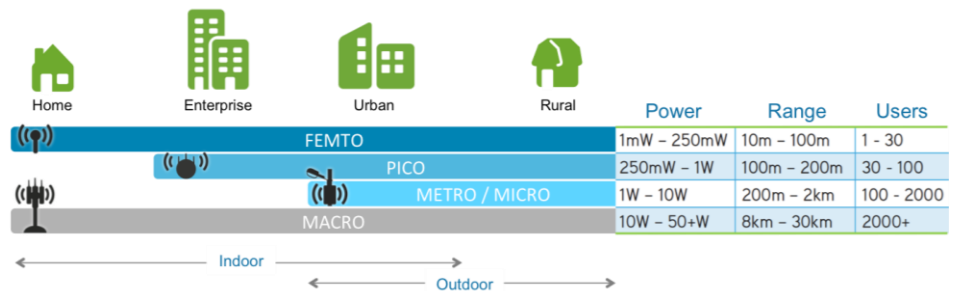 Home Enterprise Urban Rural
Power Range Users
FEMTO 1mW – 250mW 10m – 100m 1 - 30
PICO 250mW – 1W 100m – 200m 30 - 100
METRO / MICRO 1W – 10W 200m – 2km 100 - 2000
MACRO 10W – 50+W 8km – 30km 2000+
Indoor
Outdoor